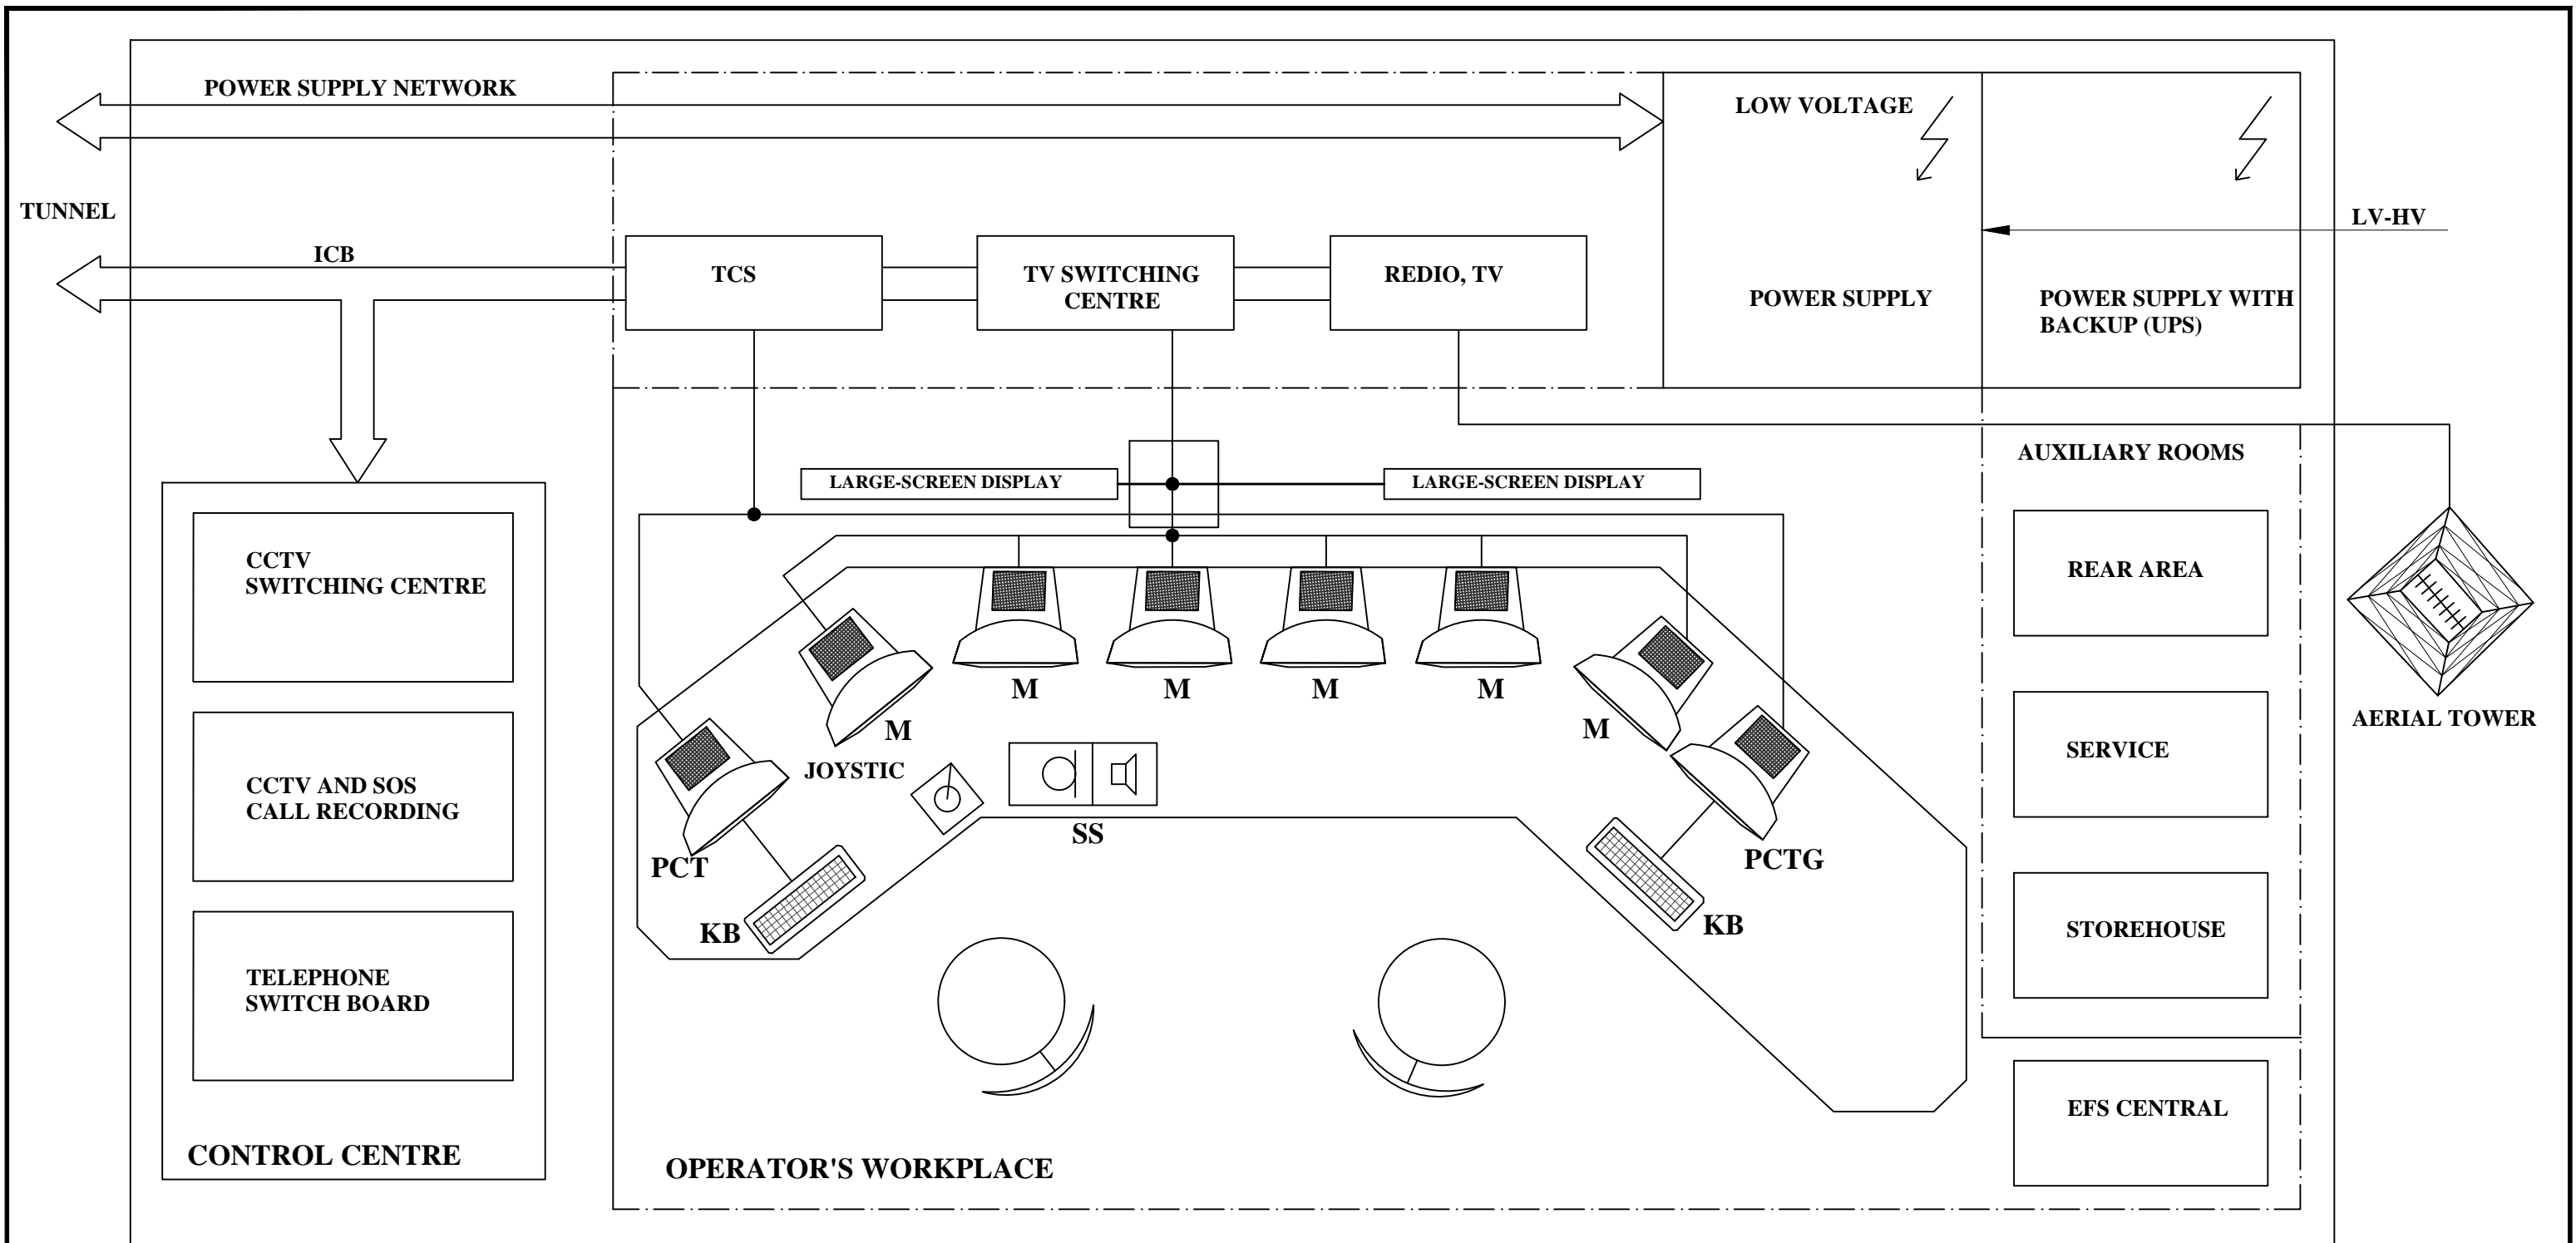 POWER SUPPLY NETWORK
LOW VOLTAGE
TUNNEL
LV-HV
ICB
TCS
TV SWITCHING
CENTRE
REDIO, TV
POWER SUPPLY
POWER SUPPLY WITH
BACKUP (UPS)
AUXILIARY ROOMS
LARGE-SCREEN DISPLAY
LARGE-SCREEN DISPLAY
CCTV
SWITCHING CENTRE
REAR AREA
M
M
M
M
M
M
AERIAL TOWER
SERVICE
JOYSTIC
CCTV AND SOS
CALL RECORDING
SS
PCT
PCTG
KB
KB
STOREHOUSE
TELEPHONE
SWITCH BOARD
EFS CENTRAL
CONTROL CENTRE
OPERATOR'S WORKPLACE